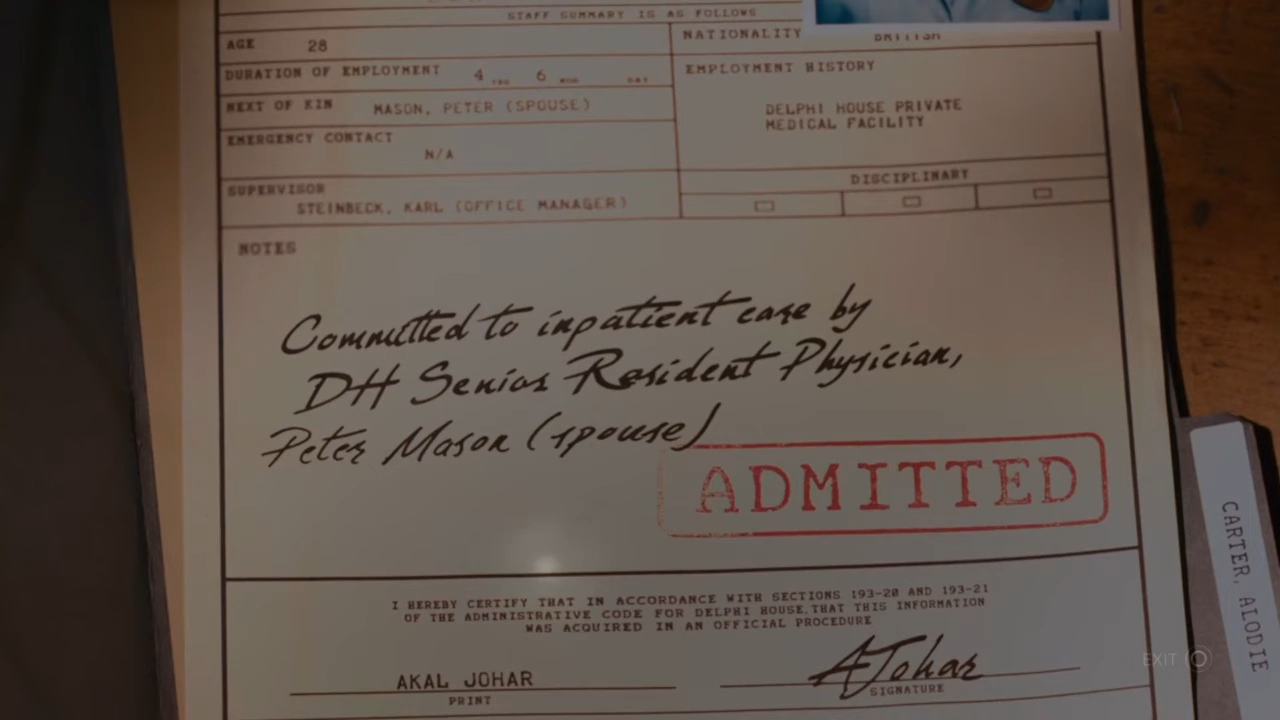 STAFF SUMMARY IS AS FOLLOWS
AGE 28
NATIONALITY BRITISH
DURATION OF EMPLOYMENT 4 YRS 6 MOS DAY
EMPLOYMENT HISTORY
DELPHI HOUSE PRIVATE
MEDICAL FACILITY
NEXT OF KIN MASON, PETER (SPOUSE)
EMERGENCY CONTACT
N/A
SUPERVISOR
STEINBECK, KARL (OFFICE MANAGER)
DISCIPLINARY
NOTES
Committed to inpatient care by
DH Senior Resident Physician,
Peter Mason (spouse)
ADMITTED
I HEREBY CERTIFY THAT IN ACCORDANCE WITH SECTIONS 193-20 AND 193-21
OF THE ADMINISTRATIVE CODE FOR DELPHI HOUSE, THAT THIS INFORMATION
WAS ACQUIRED IN AN OFFICIAL PROCEDURE
AKAL JOHAR
PRINT
AJohar
SIGNATURE
CARTER, ALODIE
EXIT